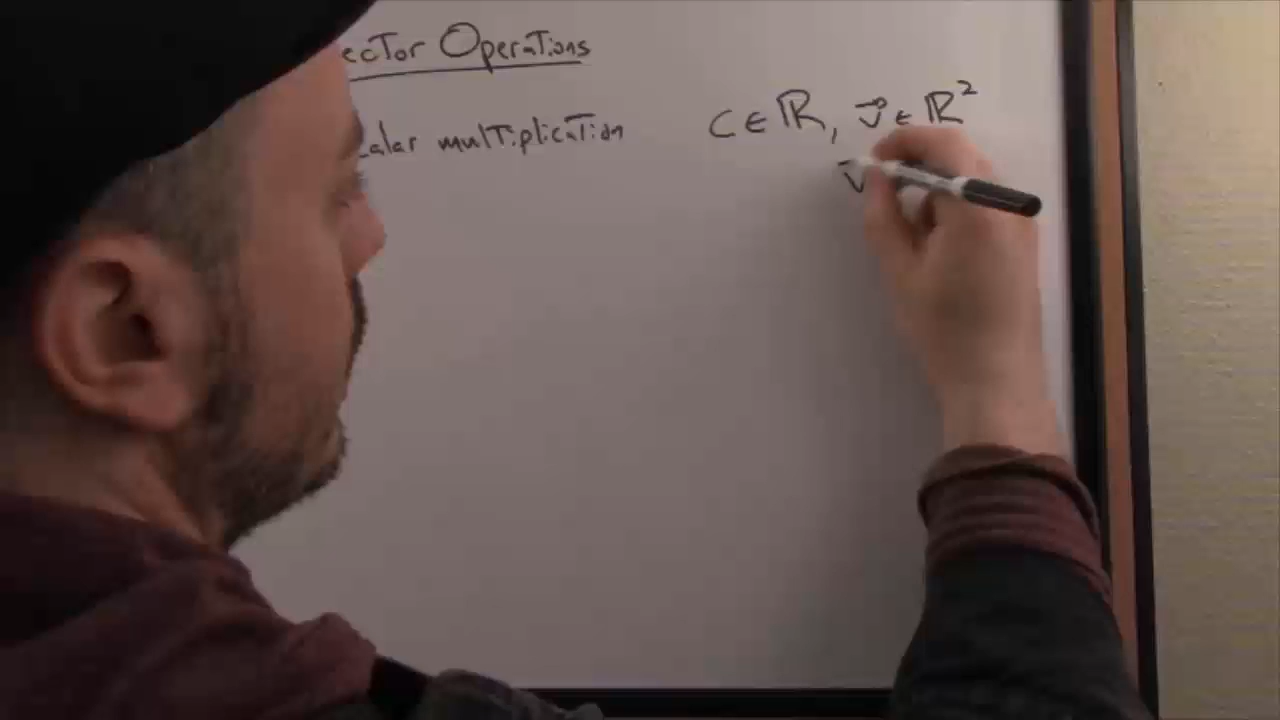 ector Operations
alar multiplication
C ∈ ℝ, v⃗ ∈ ℝ²
v⃗